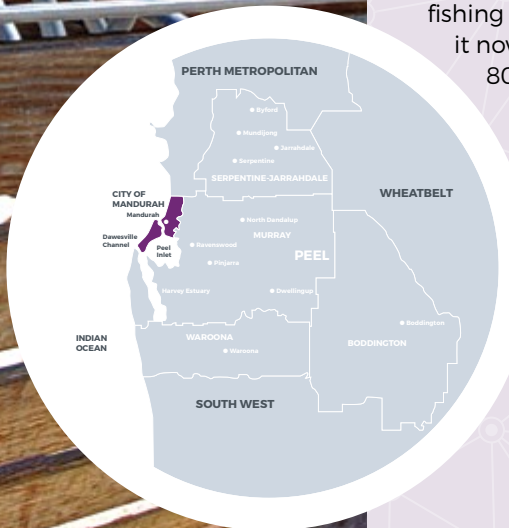 fishing
it now
80
PERTH METROPOLITAN
Byford
Mundijong
Jarrahdale
Serpentine
SERPENTINE-JARRAHDALE
WHEATBELT
CITY OF
MANDURAH
Mandurah
North Dandalup
MURRAY
Dawesville
Channel
Peel
Inlet
Ravenswood
PEEL
Pinjarra
Harvey Estuary
Dwellingup
Boddington
INDIAN
OCEAN
WAROONA
BODDINGTON
Waroona
SOUTH WEST